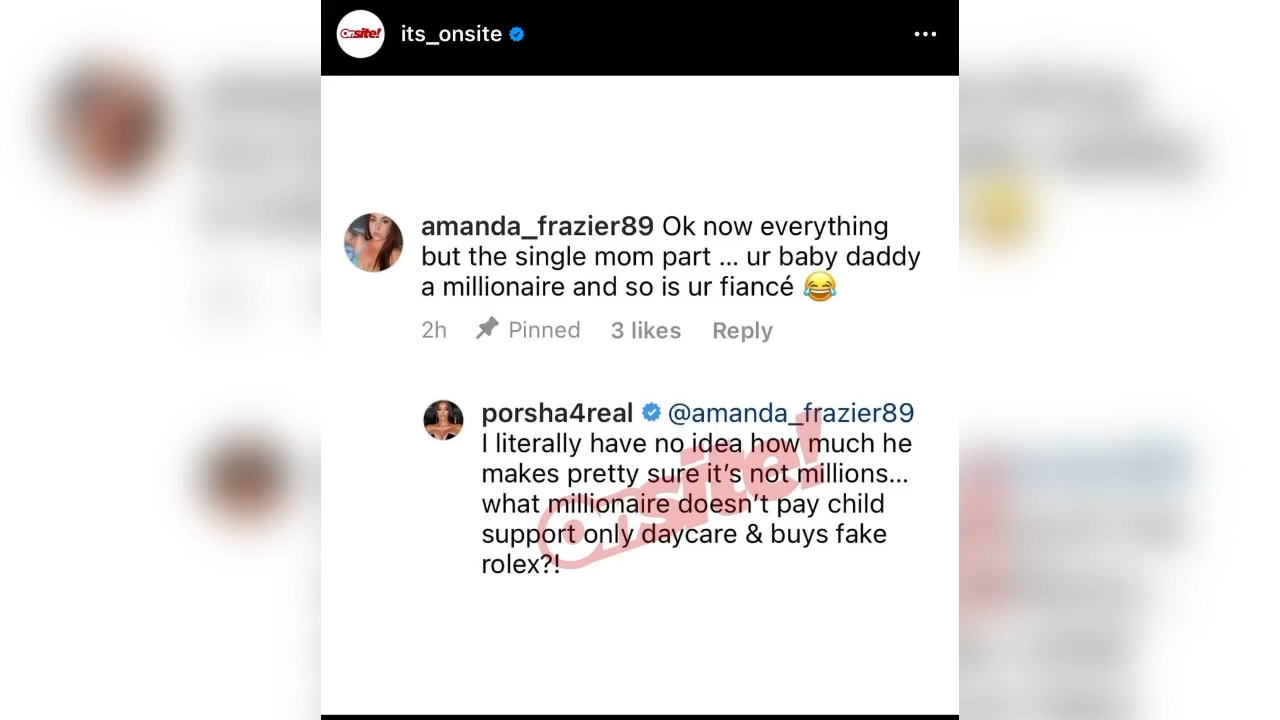 Onsite!
its_onsite
amanda_frazier89 Ok now everything
but the single mom part ... ur baby daddy
a millionaire and so is ur fiancé 😂
2h Pinned 3 likes Reply
porsha4real @amanda_frazier89
I literally have no idea how much he
makes pretty sure it’s not millions...
what millionaire doesn’t pay child
support only daycare & buys fake
rolex?!
Onsite!